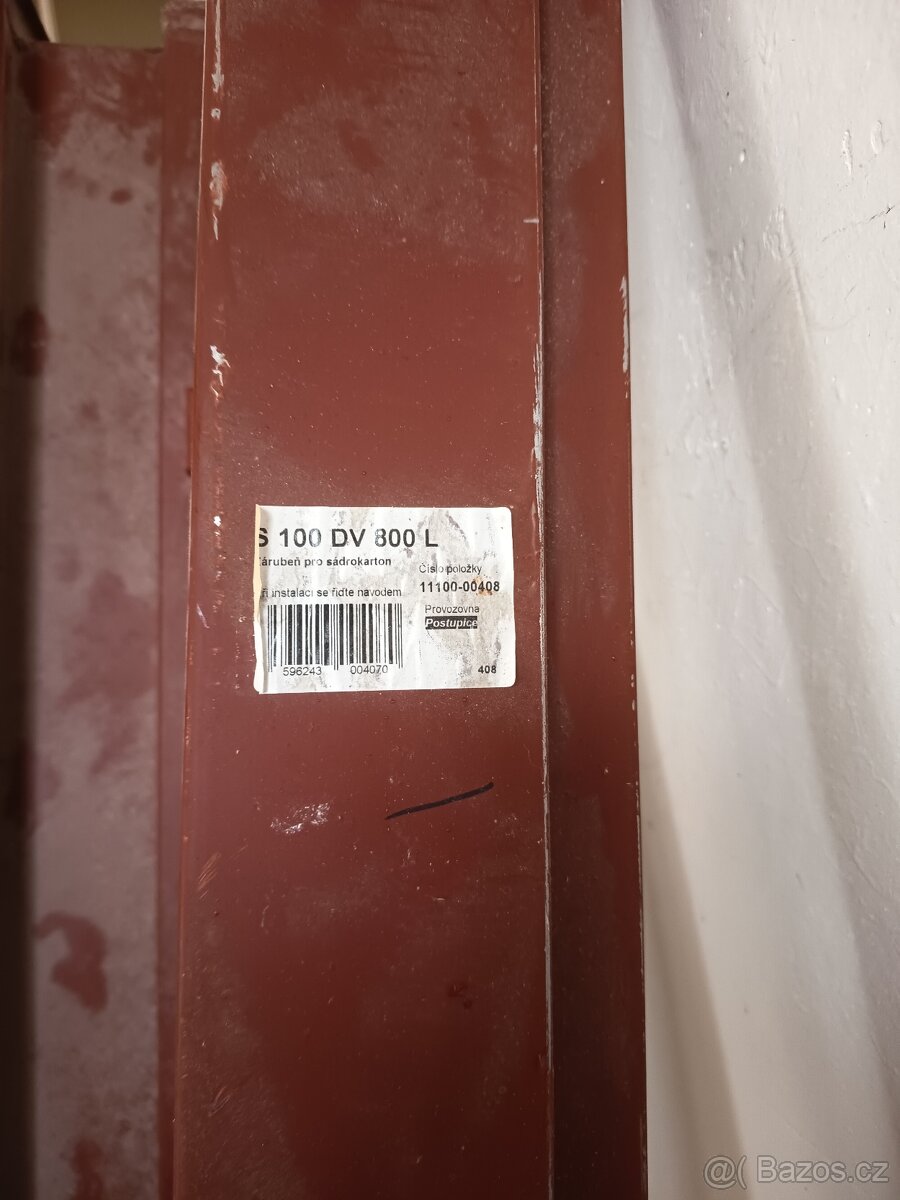 S 100 DV 800 L
Zárubeň pro sádrokarton
Číslo položky
11100-00408
instalaci se řiďte návodem
Provozovna
Postupice
596243 004070
408
@( Bazos.cz